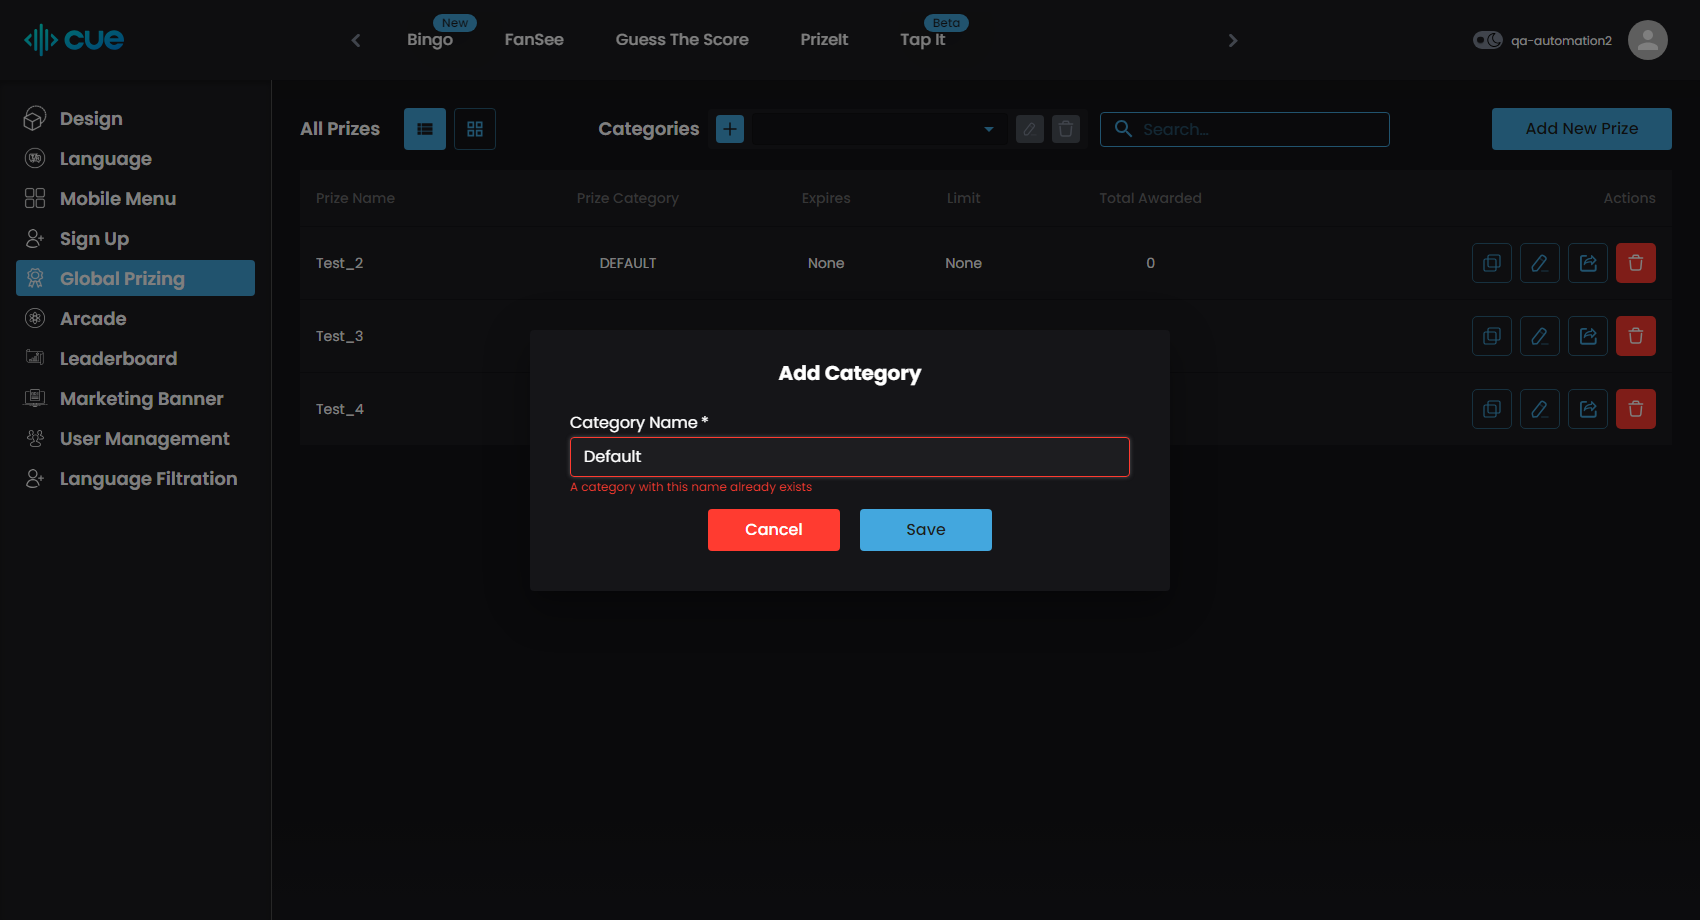 cue
Bingo New FanSee Guess The Score PrizeIt Tap It Beta
qa-automation2
Design
Language
Mobile Menu
Sign Up
Global Prizing
Arcade
Leaderboard
Marketing Banner
User Management
Language Filtration
All Prizes Categories Search... Add New Prize
Prize Name Prize Category Expires Limit Total Awarded Actions
Test_2 DEFAULT None None 0
Test_3
Test_4
Add Category
Category Name *
Default
A category with this name already exists
Cancel Save